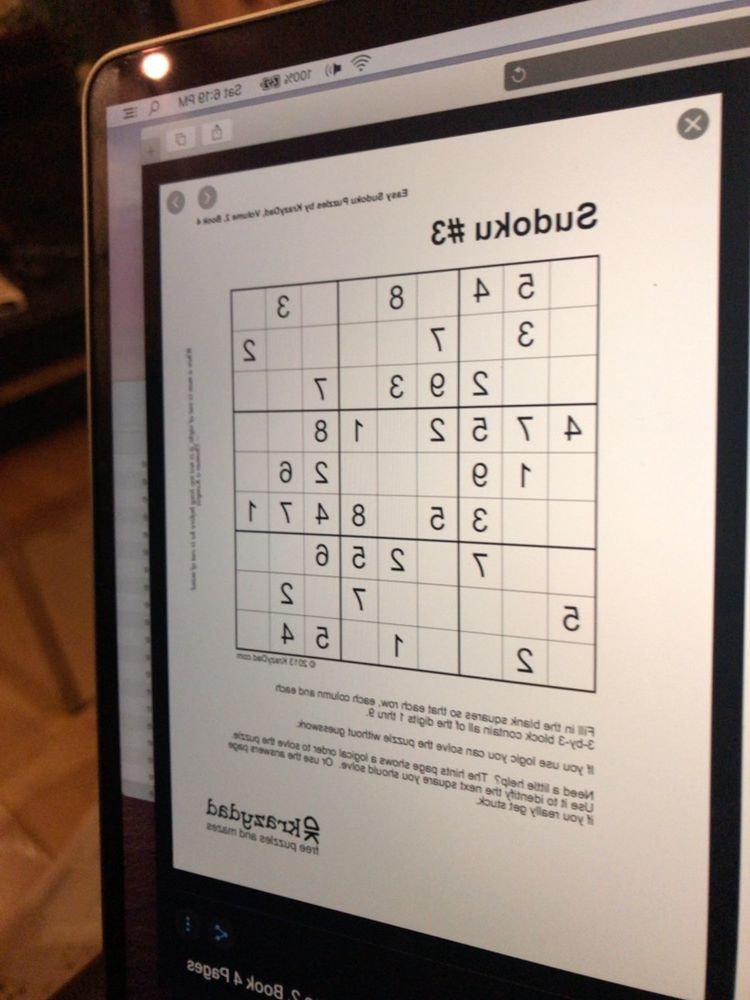 Sat 6:19 PM
100%
Easy Sudoku Puzzles by KrazyDad, Volume 2, Book 4
Sudoku #3
5 4 8 3
3 7 2
2 9 3 7
4 7 5 2 1 8
1 9 2 6
3 5 8 4 7 1
7 2 5 6
5 7 2
2 1 5 4
© 2013 KrazyDad.com
Fill in the blank squares so that each row, each column and each
3-by-3 block contain all of the digits 1 thru 9.
If you use logic you can solve the puzzle without guesswork.
Need a little help? The hints page shows a logical order to solve the puzzle.
Use it to identify the next square you should solve. Or use the answers page
if you really get stuck.
krazydad
free puzzles and mazes
2, Book 4 Pages